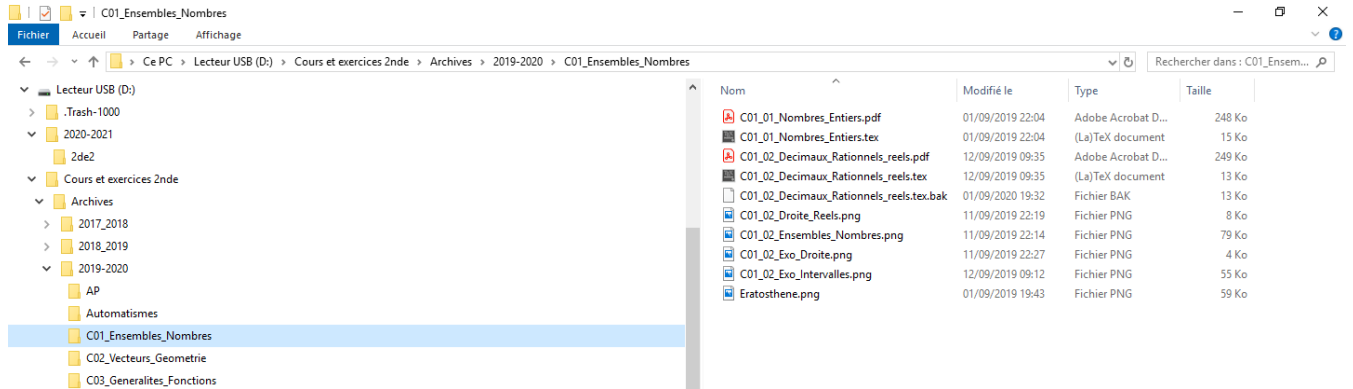 C01_Ensembles_Nombres
Fichier Accueil Partage Affichage
Ce PC > Lecteur USB (D:) > Cours et exercices 2nde > Archives > 2019-2020 > C01_Ensembles_Nombres
Rechercher dans : C01_Ensem...
Lecteur USB (D:)
.Trash-1000
2020-2021
2de2
Cours et exercices 2nde
Archives
2017_2018
2018_2019
2019-2020
AP
Automatismes
C01_Ensembles_Nombres
C02_Vecteurs_Geometrie
C03_Generalites_Fonctions
Nom Modifié le Type Taille
C01_01_Nombres_Entiers.pdf 01/09/2019 22:04 Adobe Acrobat D... 248 Ko
C01_01_Nombres_Entiers.tex 01/09/2019 22:04 (La)TeX document 15 Ko
C01_02_Decimaux_Rationnels_reels.pdf 12/09/2019 09:35 Adobe Acrobat D... 249 Ko
C01_02_Decimaux_Rationnels_reels.tex 12/09/2019 09:35 (La)TeX document 13 Ko
C01_02_Decimaux_Rationnels_reels.tex.bak 01/09/2020 19:32 Fichier BAK 13 Ko
C01_02_Droite_Reels.png 11/09/2019 22:19 Fichier PNG 8 Ko
C01_02_Ensembles_Nombres.png 11/09/2019 22:14 Fichier PNG 79 Ko
C01_02_Exo_Droite.png 11/09/2019 22:27 Fichier PNG 4 Ko
C01_02_Exo_Intervalles.png 12/09/2019 09:12 Fichier PNG 55 Ko
Eratosthene.png 01/09/2019 19:43 Fichier PNG 59 Ko